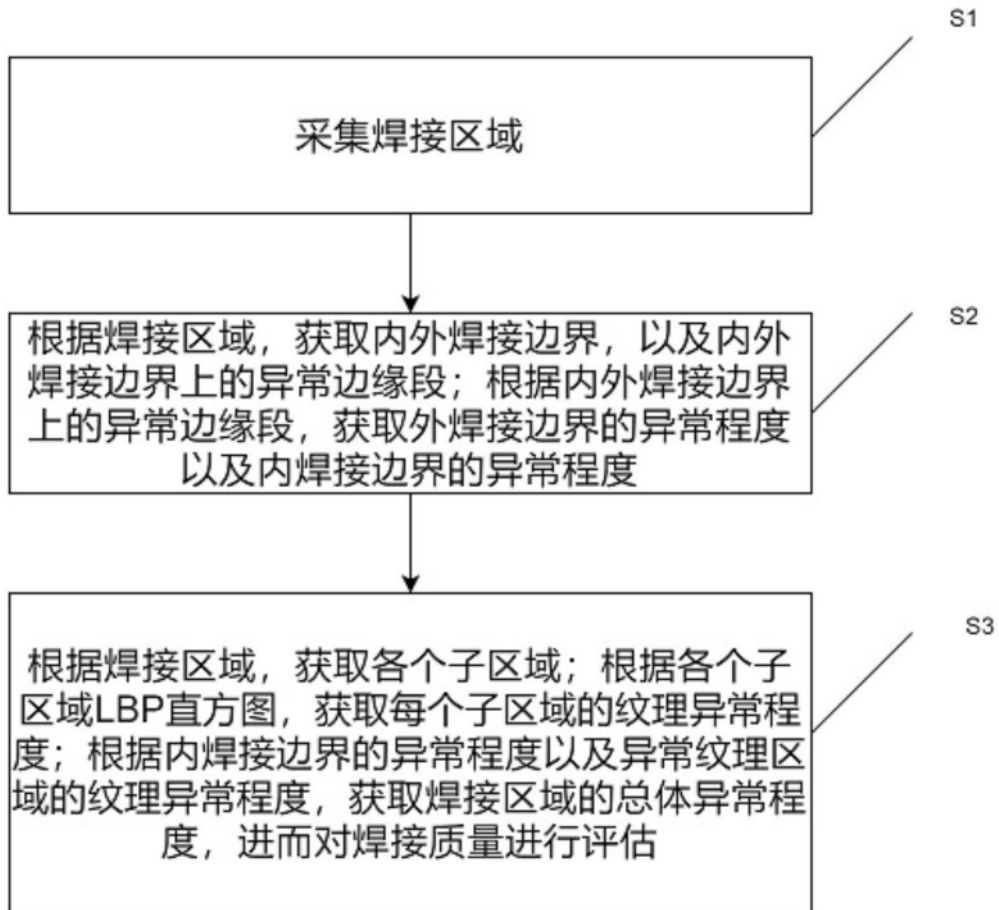 S1
采集焊接区域
S2
根据焊接区域，获取内外焊接边界，以及内外
焊接边界上的异常边缘段；根据内外焊接边界
上的异常边缘段，获取外焊接边界的异常程度
以及内焊接边界的异常程度
S3
根据焊接区域，获取各个子区域；根据各个子
区域LBP直方图，获取每个子区域的纹理异常程
度；根据内焊接边界的异常程度以及异常纹理区
域的纹理异常程度，获取焊接区域的总体异常程
度，进而对焊接质量进行评估